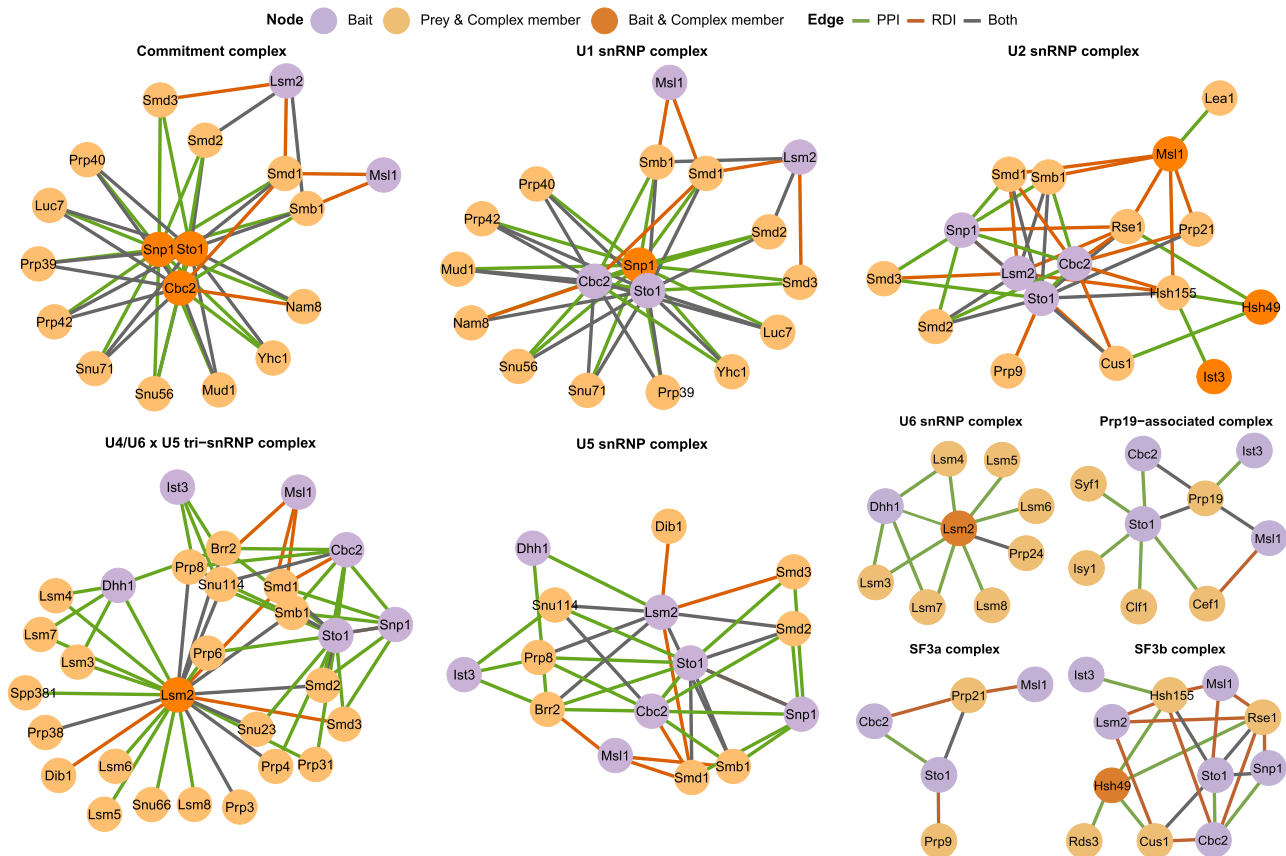 Node Bait Prey & Complex member Bait & Complex member Edge PPI RDI Both
Commitment complex
Lsm2
Smd3
Smd2
Prp40
Smd1
Msl1
Luc7
Smb1
Snp1
Sto1
Prp39
Cbc2
Nam8
Prp42
Yhc1
Snu71
Snu56
Mud1
U1 snRNP complex
Msl1
Lsm2
Smb1
Smd1
Prp40
Prp42
Smd2
Mud1
Snp1
Cbc2
Sto1
Smd3
Nam8
Luc7
Snu56
Snu71
Prp39
Yhc1
U2 snRNP complex
Lea1
Msl1
Smd1
Smb1
Snp1
Rse1
Prp21
Smd3
Lsm2
Cbc2
Sto1
Hsh155
Hsh49
Smd2
Prp9
Cus1
Ist3
U4/U6 x U5 tri−snRNP complex
Ist3
Msl1
Brr2
Cbc2
Prp8
Snu114
Smd1
Dhh1
Lsm4
Smb1
Snp1
Lsm7
Sto1
Lsm3
Prp6
Spp381
Lsm2
Smd2
Smd3
Prp38
Snu23
Dib1
Lsm6
Prp4
Prp31
Lsm5
Snu66
Lsm8
Prp3
U5 snRNP complex
Dib1
Dhh1
Smd3
Snu114
Lsm2
Smd2
Prp8
Sto1
Ist3
Brr2
Cbc2
Snp1
Msl1
Smd1
Smb1
U6 snRNP complex
Lsm4
Lsm5
Dhh1
Lsm6
Lsm2
Prp24
Lsm3
Lsm7
Lsm8
Prp19−associated complex
Cbc2
Ist3
Syf1
Prp19
Sto1
Msl1
Isy1
Clf1
Cef1
SF3a complex
Prp21
Msl1
Cbc2
Sto1
Prp9
SF3b complex
Ist3
Hsh155
Msl1
Lsm2
Rse1
Hsh49
Sto1
Snp1
Rds3
Cus1
Cbc2